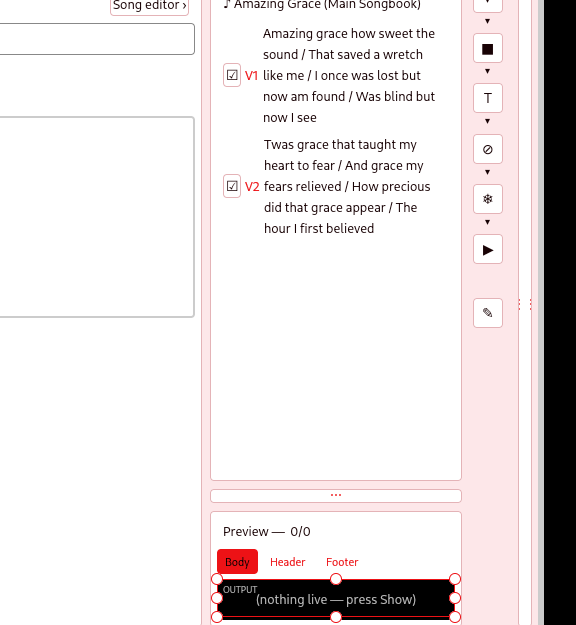 Song editor ›
♪ Amazing Grace (Main Songbook)
Amazing grace how sweet the
sound / That saved a wretch
V1 like me / I once was lost but
now am found / Was blind but
now I see
Twas grace that taught my
heart to fear / And grace my
V2 fears relieved / How precious
did that grace appear / The
hour I first believed
T
Preview — 0/0
Body Header Footer
OUTPUT
(nothing live — press Show)